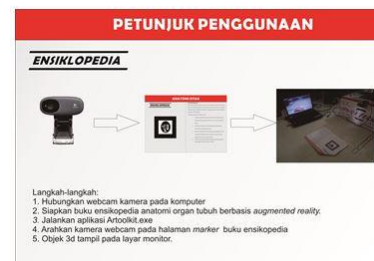 PETUNJUK PENGGUNAAN
ENSIKLOPEDIA
Langkah-langkah:
1. Hubungkan webcam kamera pada komputer
2. Siapkan buku ensikopedia anatomi organ tubuh berbasis augmented reality.
3. Jalankan aplikasi Artoolkit.exe
4. Arahkan kamera webcam pada halaman marker buku ensikopedia
5. Objek 3d tampil pada layar monitor.